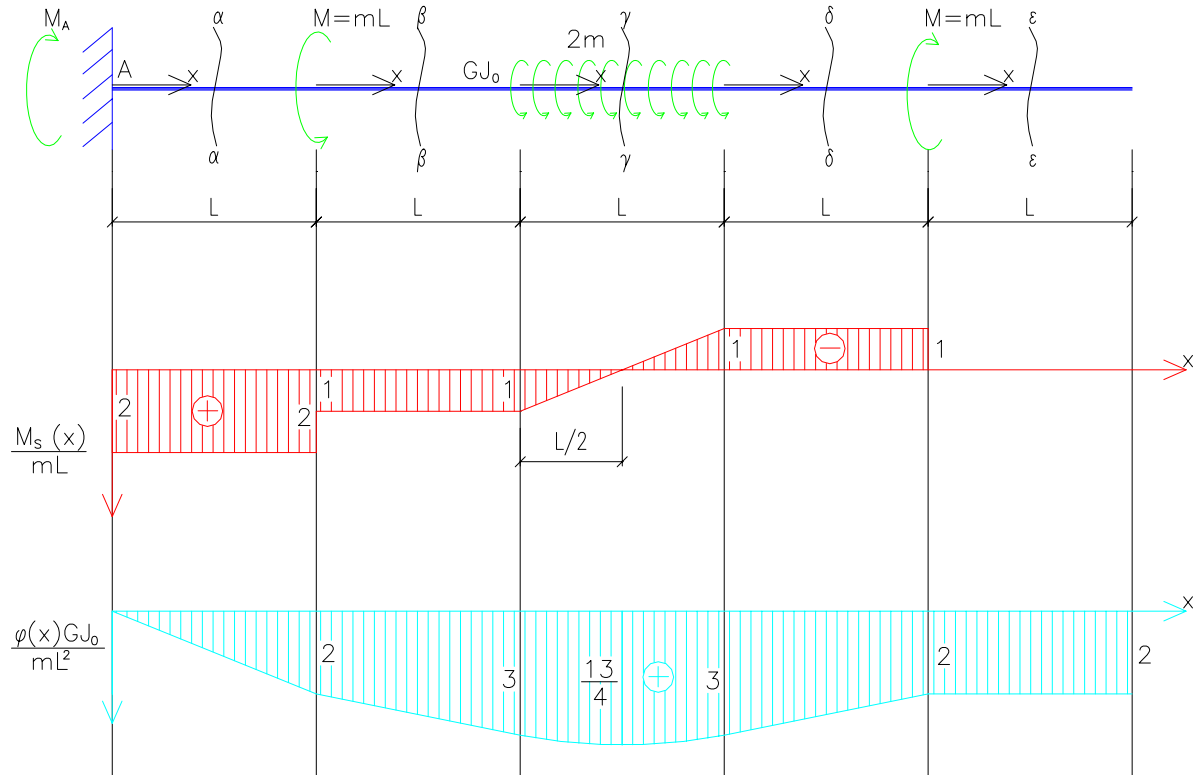 M_A α M=mL β γ δ M=mL ε
2m
A x x GJ₀ x x x
α β γ δ ε
L L L L L
1 ⊖ 1
x
2 ⊕ 2 1 1
M_S (x)
mL
L/2
x
φ(x)GJ₀
mL²
2 3 13/4 ⊕ 3 2 2